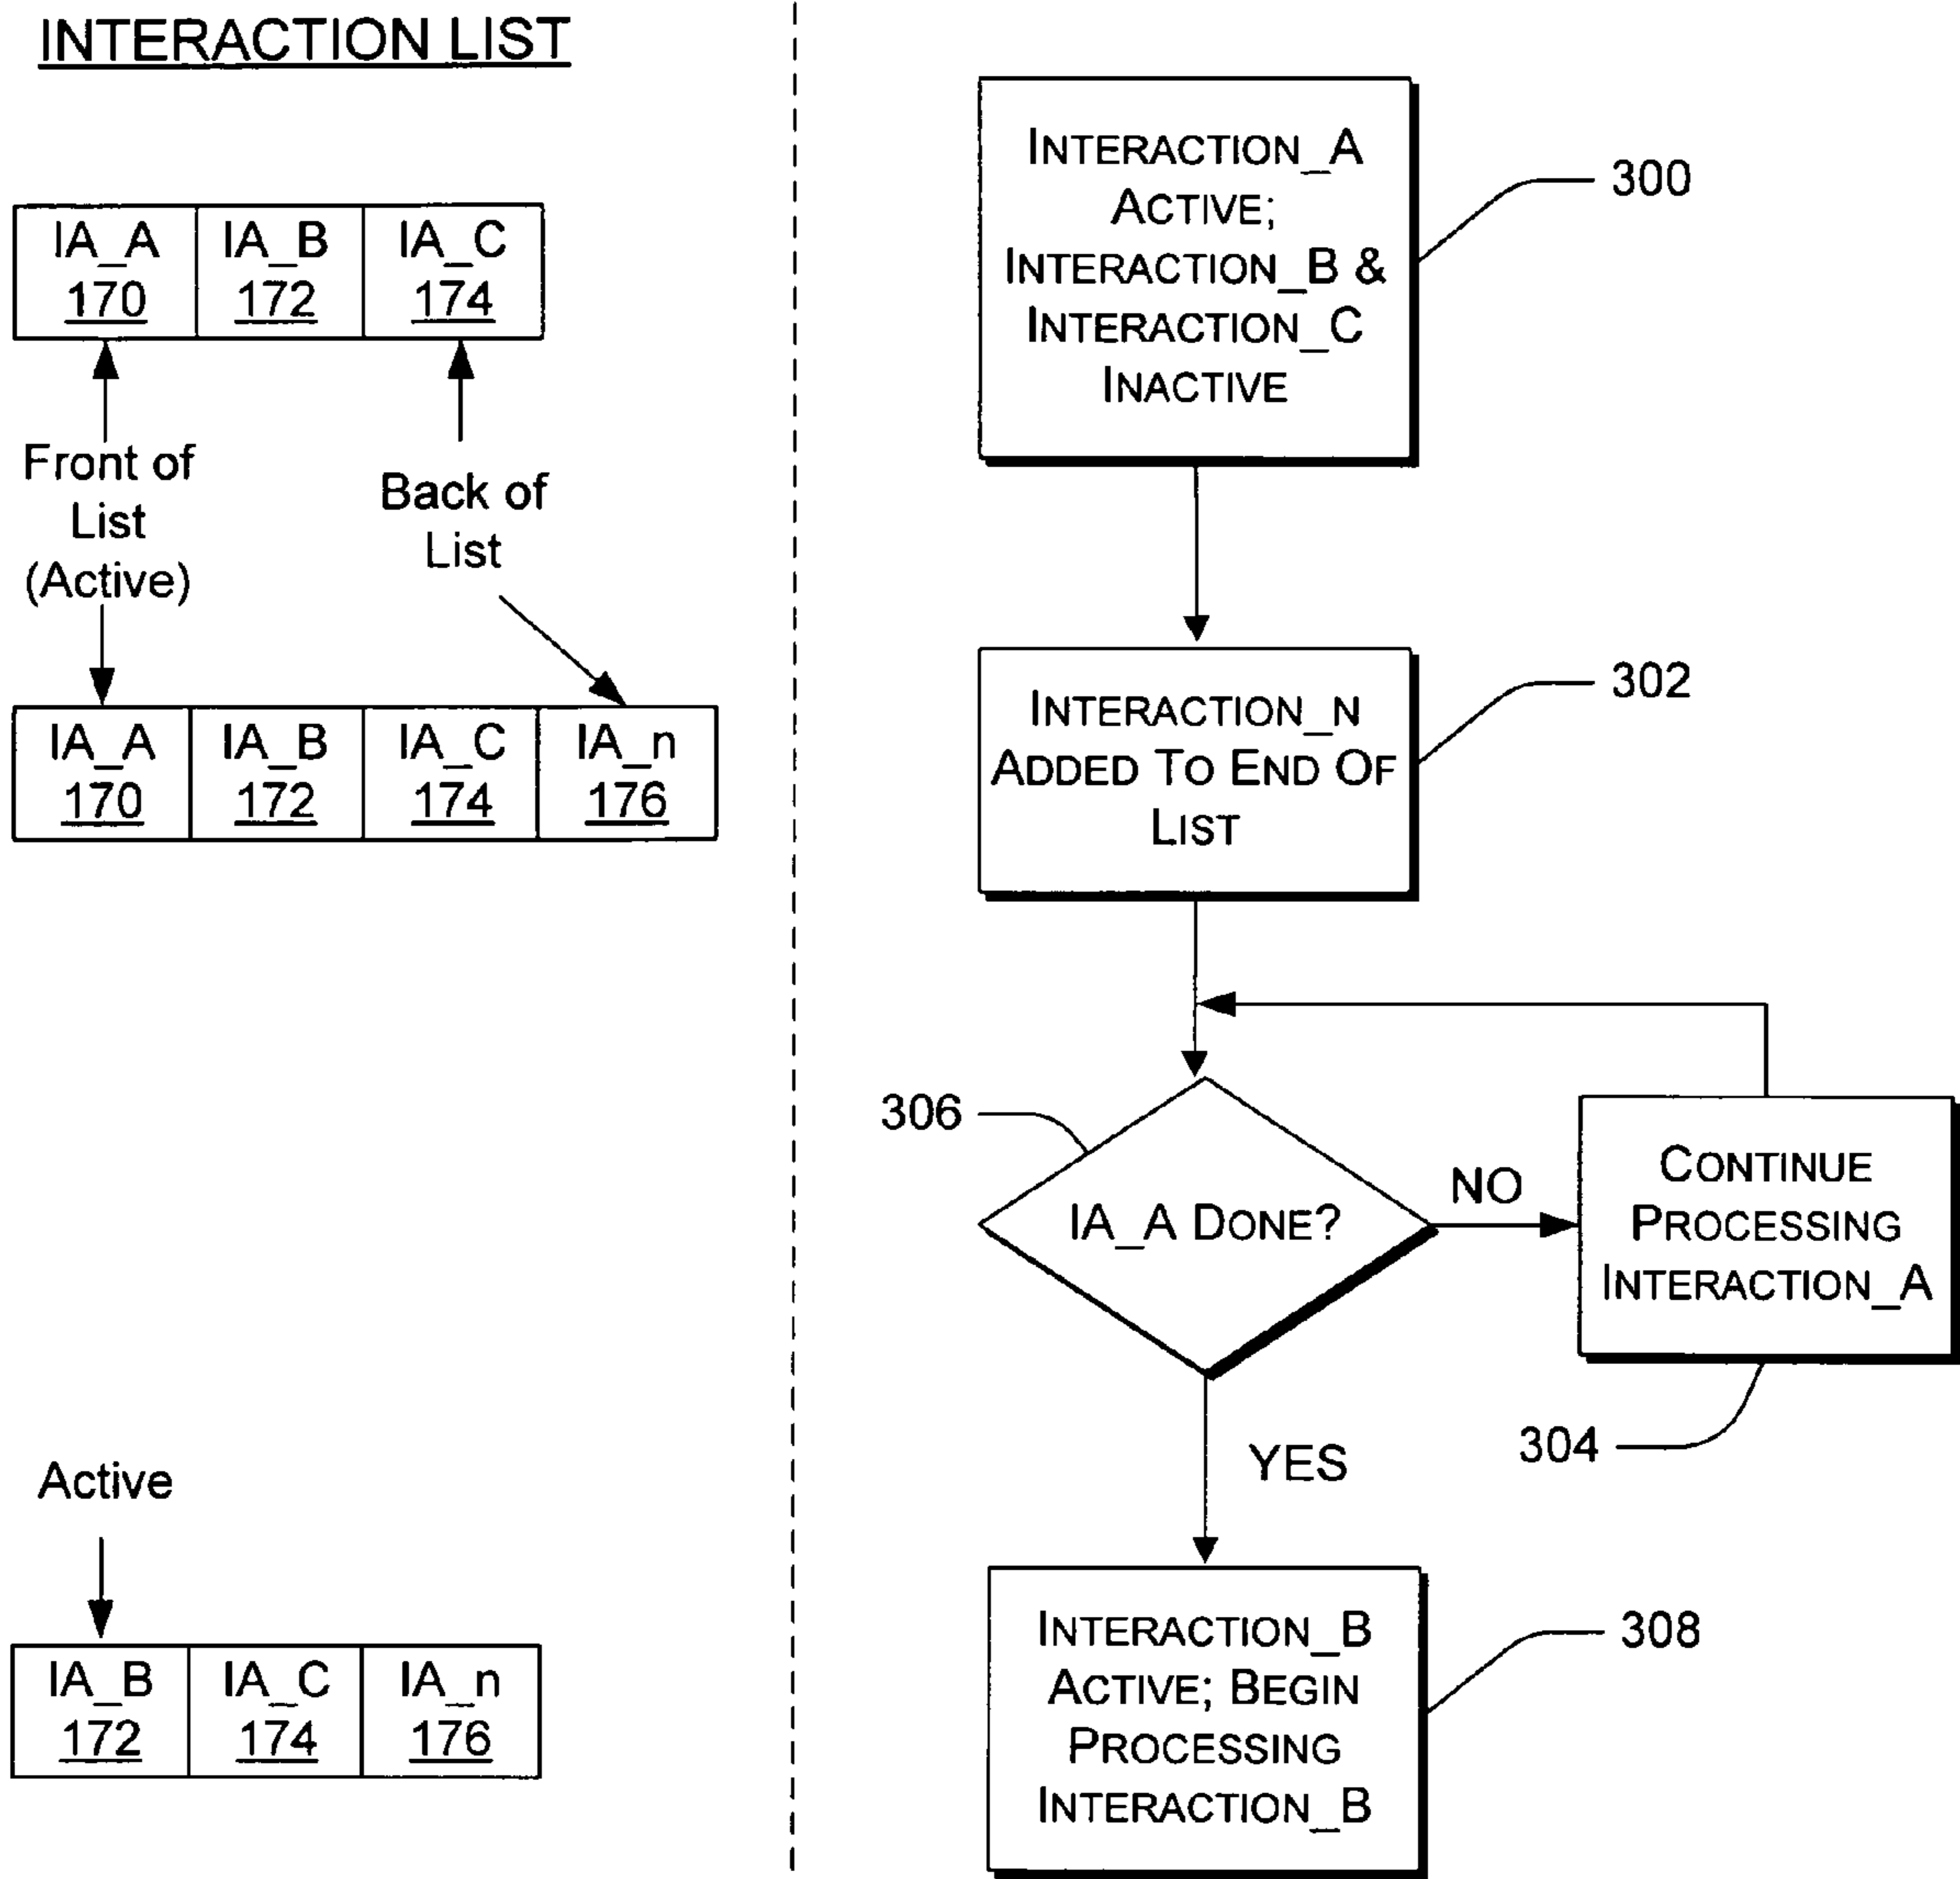 INTERACTION LIST
IA_A
170
IA_B
172
IA_C
174
Front of
List
(Active)
Back of
List
IA_A
170
IA_B
172
IA_C
174
IA_n
176
Active
IA_B
172
IA_C
174
IA_n
176
INTERACTION_A
ACTIVE;
INTERACTION_B &
INTERACTION_C
INACTIVE
300
INTERACTION_N
ADDED TO END OF
LIST
302
306
IA_A DONE?
NO
CONTINUE
PROCESSING
INTERACTION_A
304
YES
INTERACTION_B
ACTIVE; BEGIN
PROCESSING
INTERACTION_B
308